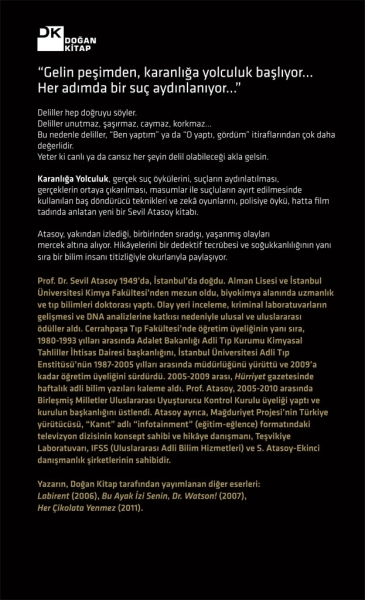 DK
DOĞAN
KİTAP
“Gelin peşimden, karanlığa yolculuk başlıyor...
Her adımda bir suç aydınlanıyor...”
Deliller hep doğruyu söyler.
Deliller unutmaz, şaşırmaz, caymaz, korkmaz...
Bu nedenle deliller, “Ben yaptım” ya da “O yaptı, gördüm” itiraflarından çok daha
değerlidir.
Yeter ki canlı ya da cansız her şeyin delil olabileceği akla gelsin.
Karanlığa Yolculuk, gerçek suç öykülerini, suçların aydınlatılması,
gerçeklerin ortaya çıkarılması, masumlar ile suçluların ayırt edilmesinde
kullanılan baş döndürücü teknikleri ve zekâ oyunlarını, polisiye öykü, hatta film
tadında anlatan yeni bir Sevil Atasoy kitabı.
Atasoy, yakından izlediği, birbirinden sıradışı, yaşanmış olayları
mercek altına alıyor. Hikâyelerini bir dedektif tecrübesi ve soğukkanlılığının yanı
sıra bir bilim insanı titizliğiyle okurlarıyla paylaşıyor.
Prof. Dr. Sevil Atasoy 1949’da, İstanbul’da doğdu. Alman Lisesi ve İstanbul
Üniversitesi Kimya Fakültesi’nden mezun oldu, biyokimya alanında uzmanlık
ve tıp bilimleri doktorası yaptı. Olay yeri inceleme, kriminal laboratuvarların
gelişmesi ve DNA analizlerine katkısı nedeniyle ulusal ve uluslararası
ödüller aldı. Cerrahpaşa Tıp Fakültesi’nde öğretim üyeliğinin yanı sıra,
1980-1993 yılları arasında Adalet Bakanlığı Adli Tıp Kurumu Kimyasal
Tahliller İhtisas Dairesi başkanlığını, İstanbul Üniversitesi Adli Tıp
Enstitüsü’nün 1987-2005 yılları arasında müdürlüğünü yürüttü ve 2009’a
kadar öğretim üyeliğini sürdürdü. 2005-2009 arası, Hürriyet gazetesinde
haftalık adli bilim yazıları kaleme aldı. Prof. Atasoy, 2005-2010 arasında
Birleşmiş Milletler Uluslararası Uyuşturucu Kontrol Kurulu üyeliği yaptı ve
kurulun başkanlığını üstlendi. Atasoy ayrıca, Mağduriyet Projesi’nin Türkiye
yürütücüsü, “Kanıt” adlı “infotainment” (eğitim-eğlence) formatındaki
televizyon dizisinin konsept sahibi ve hikâye danışmanı, Teşvikiye
Laboratuvarı, IFSS (Uluslararası Adli Bilim Hizmetleri) ve S. Atasoy-Ekinci
danışmanlık şirketlerinin sahibidir.
Yazarın, Doğan Kitap tarafından yayımlanan diğer eserleri:
Labirent (2006), Bu Ayak İzi Senin, Dr. Watson! (2007),
Her Çikolata Yenmez (2011).